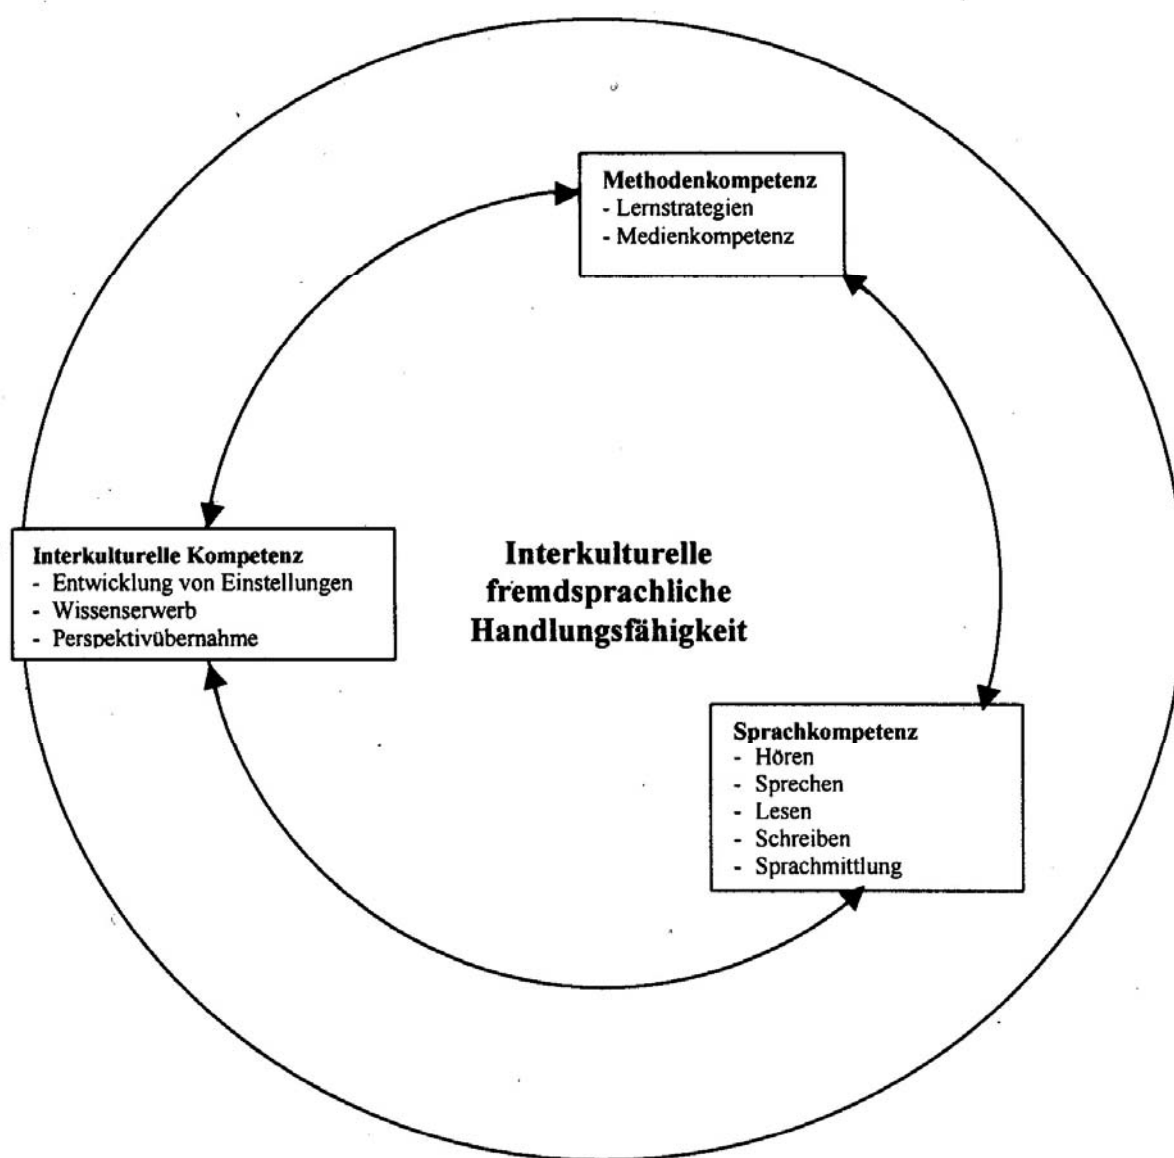 Methodenkompetenz
- Lernstrategien
- Medienkompetenz
Interkulturelle Kompetenz
- Entwicklung von Einstellungen
- Wissenserwerb
- Perspektivübernahme
Interkulturelle
fremdsprachliche
Handlungsfähigkeit
Sprachkompetenz
- Hören
- Sprechen
- Lesen
- Schreiben
- Sprachmittlung